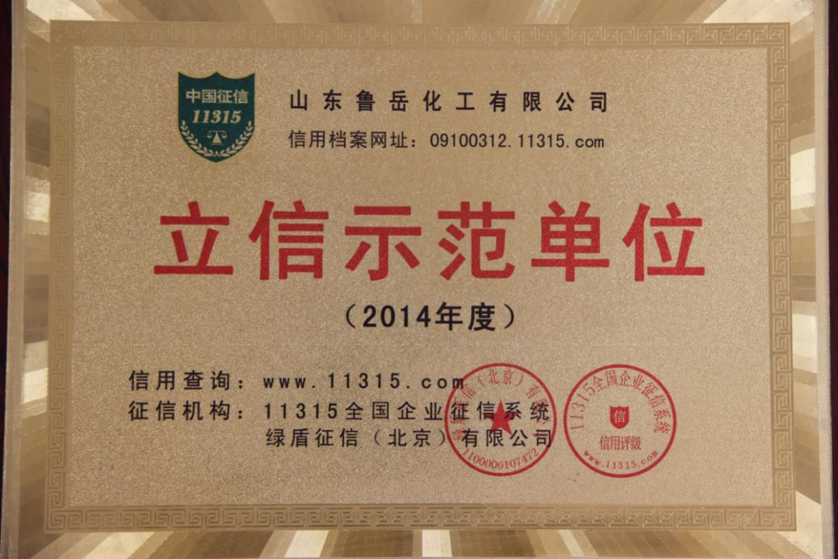 中国征信
11315
山东鲁岳化工有限公司
信用档案网址：09100312.11315.com
立信示范单位
（2014年度）
信用查询：www.11315.com
征信机构：11315全国企业征信系统
绿盾征信（北京）有限公司
1100000107472
11315全国企业征信系统
信
信用评级
www.11315.com